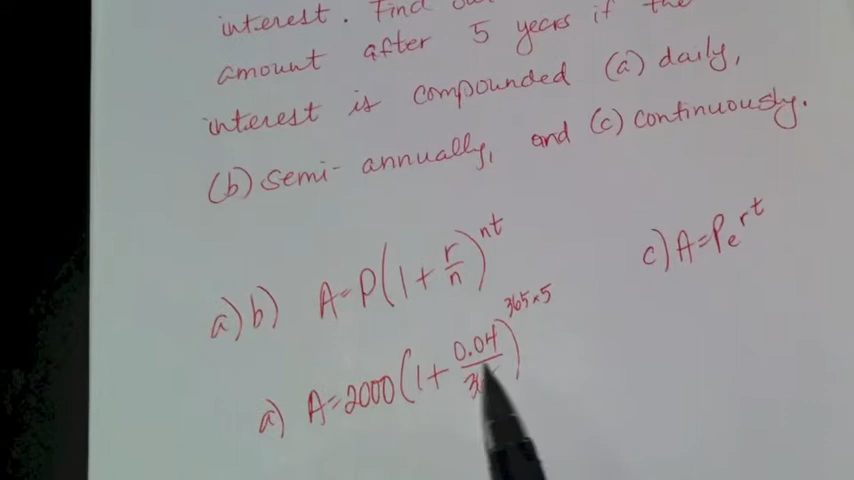 interest. Find
amount after 5 years if the
interest is compounded (a) daily,
(b) semi-annually, and (c) continuously.
a) b) A=P(1+r/n)^nt
c) A=Pe^rt
a) A=2000(1+0.04/36)^365×5